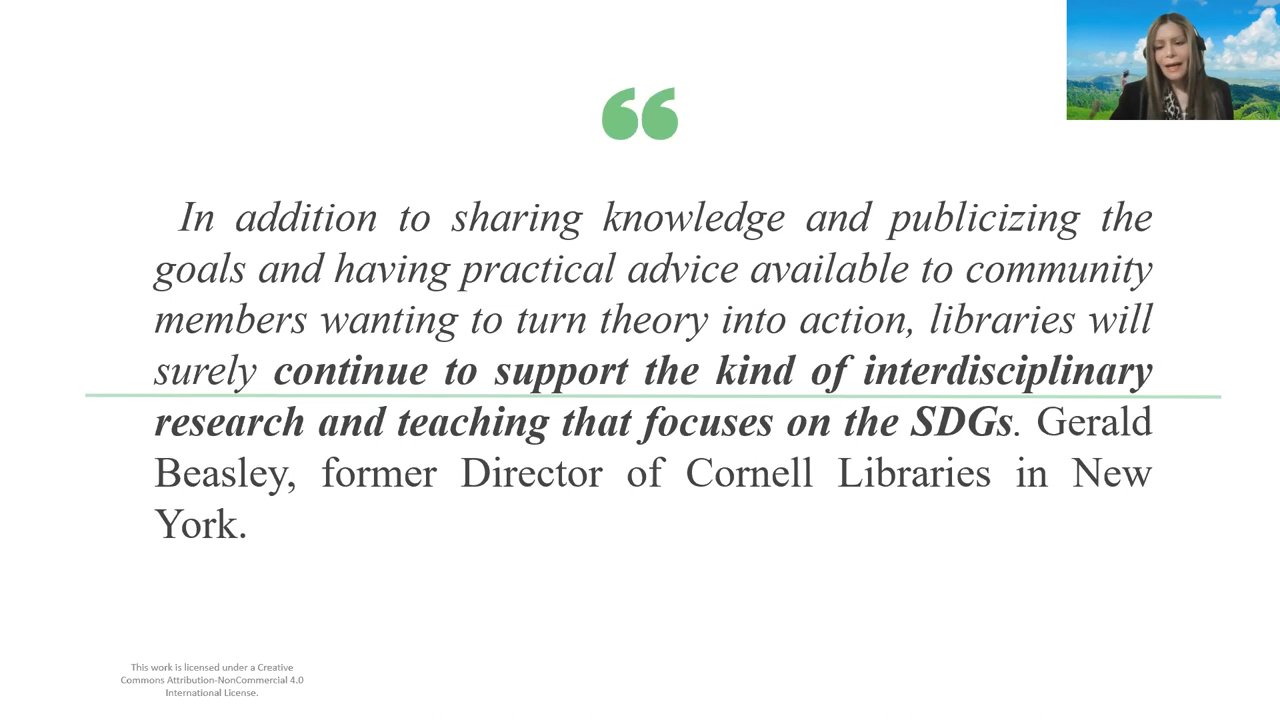 “
In addition to sharing knowledge and publicizing the
goals and having practical advice available to community
members wanting to turn theory into action, libraries will
surely continue to support the kind of interdisciplinary
research and teaching that focuses on the SDGs. Gerald
Beasley, former Director of Cornell Libraries in New
York.
This work is licensed under a Creative
Commons Attribution-NonCommercial 4.0
International License.